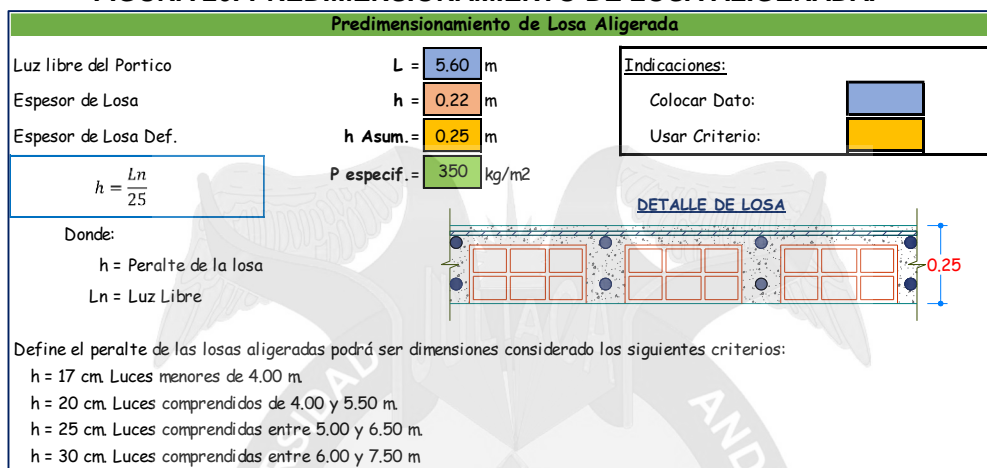 Predimensionamiento de Losa Aligerada
Luz libre del Portico L = 5.60 m
Espesor de Losa h = 0.22 m
Espesor de Losa Def. h Asum.= 0.25 m
P especif.= 350 kg/m2
Indicaciones:
Colocar Dato:
Usar Criterio:
h = Ln/25
Donde:
h = Peralte de la losa
Ln = Luz Libre
DETALLE DE LOSA
0.25
Define el peralte de las losas aligeradas podrá ser dimensiones considerado los siguientes criterios:
h = 17 cm. Luces menores de 4.00 m.
h = 20 cm. Luces comprendidos de 4.00 y 5.50 m.
h = 25 cm. Luces comprendidas entre 5.00 y 6.50 m.
h = 30 cm. Luces comprendidas entre 6.00 y 7.50 m